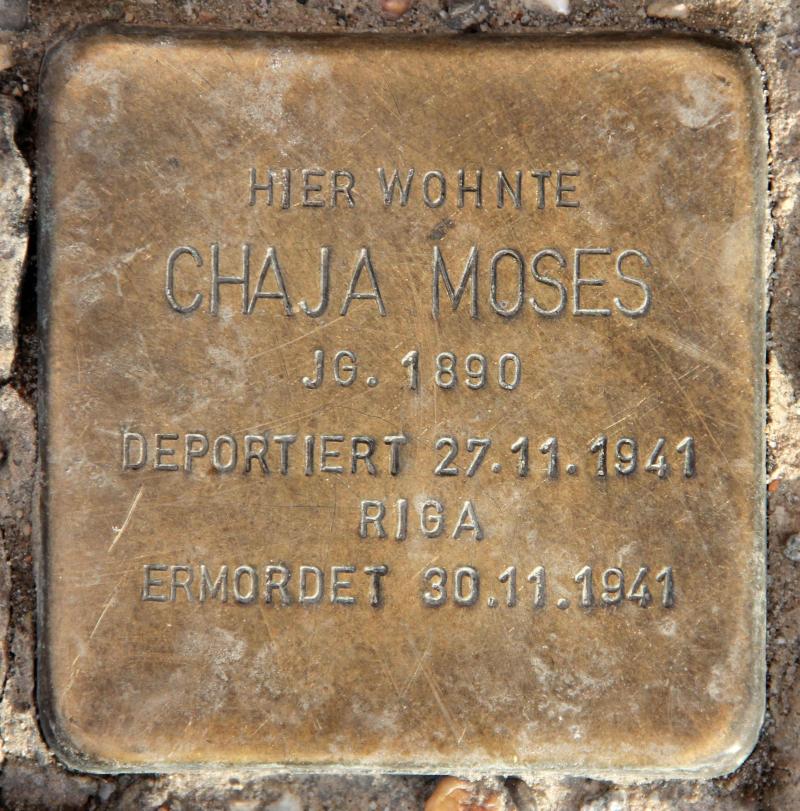 HIER WOHNTE
CHAJA MOSES
JG. 1890
DEPORTIERT 27.11.1941
RIGA
ERMORDET 30.11.1941